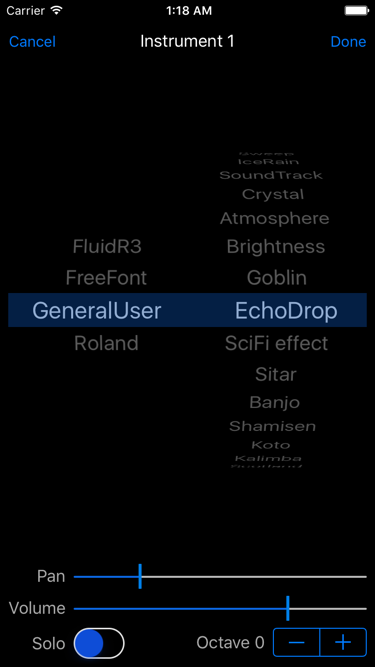 Carrier 1:18 AM
Cancel Instrument 1 Done
Sweep
IceRain
SoundTrack
Crystal
Atmosphere
FluidR3 Brightness
FreeFont Goblin
GeneralUser EchoDrop
Roland SciFi effect
Sitar
Banjo
Shamisen
Koto
Kalimba
Pan
Volume
Solo Octave 0 − +